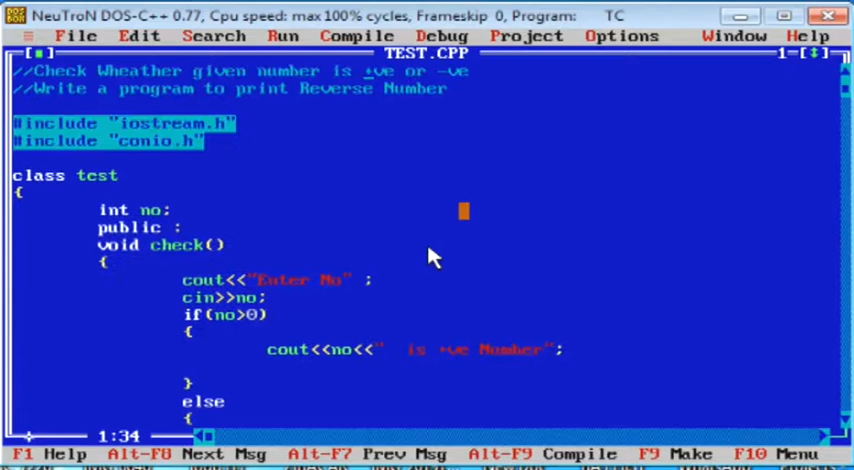 NeuTroN DOS-C++ 0.77, Cpu speed: max 100% cycles, Frameskip 0, Program: TC
≡ File Edit Search Run Compile Debug Project Options Window Help
[■] TEST.CPP 1=[↕]
//Check Wheather given number is +ve or -ve
//Write a program to print Reverse Number
#include "iostream.h"
#include "conio.h"
class test
{
int no;
public :
void check()
{
cout<<"Enter No" ;
cin>>no;
if(no>0)
{
cout<<no<<"  is +ve Number";
}
else
{
1:34
F1 Help Alt-F8 Next Msg Alt-F7 Prev Msg Alt-F9 Compile F9 Make F10 Menu